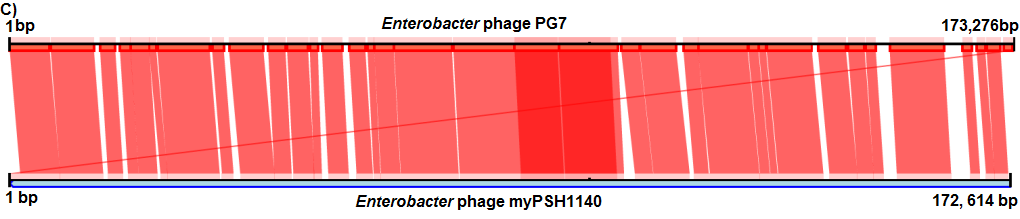 C)
Enterobacter phage PG7
1bp
173,276bp
1 bp
Enterobacter phage myPSH1140
172, 614 bp